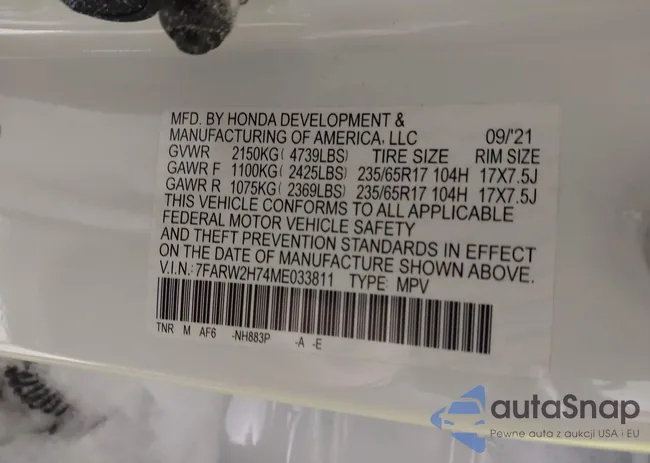 MFD. BY HONDA DEVELOPMENT &
MANUFACTURING OF AMERICA, LLC 09/'21
GVWR 2150KG(4739LBS) TIRE SIZE RIM SIZE
GAWR F 1100KG(2425LBS) 235/65R17 104H 17X7.5J
GAWR R 1075KG(2369LBS) 235/65R17 104H 17X7.5J
THIS VEHICLE CONFORMS TO ALL APPLICABLE
FEDERAL MOTOR VEHICLE SAFETY
AND THEFT PREVENTION STANDARDS IN EFFECT
ON THE DATE OF MANUFACTURE SHOWN ABOVE.
V.I.N.:7FARW2H74ME033811 TYPE: MPV
TNR M AF6 -NH883P -A -E
autaSnap
Pewne auta z aukcji USA i EU